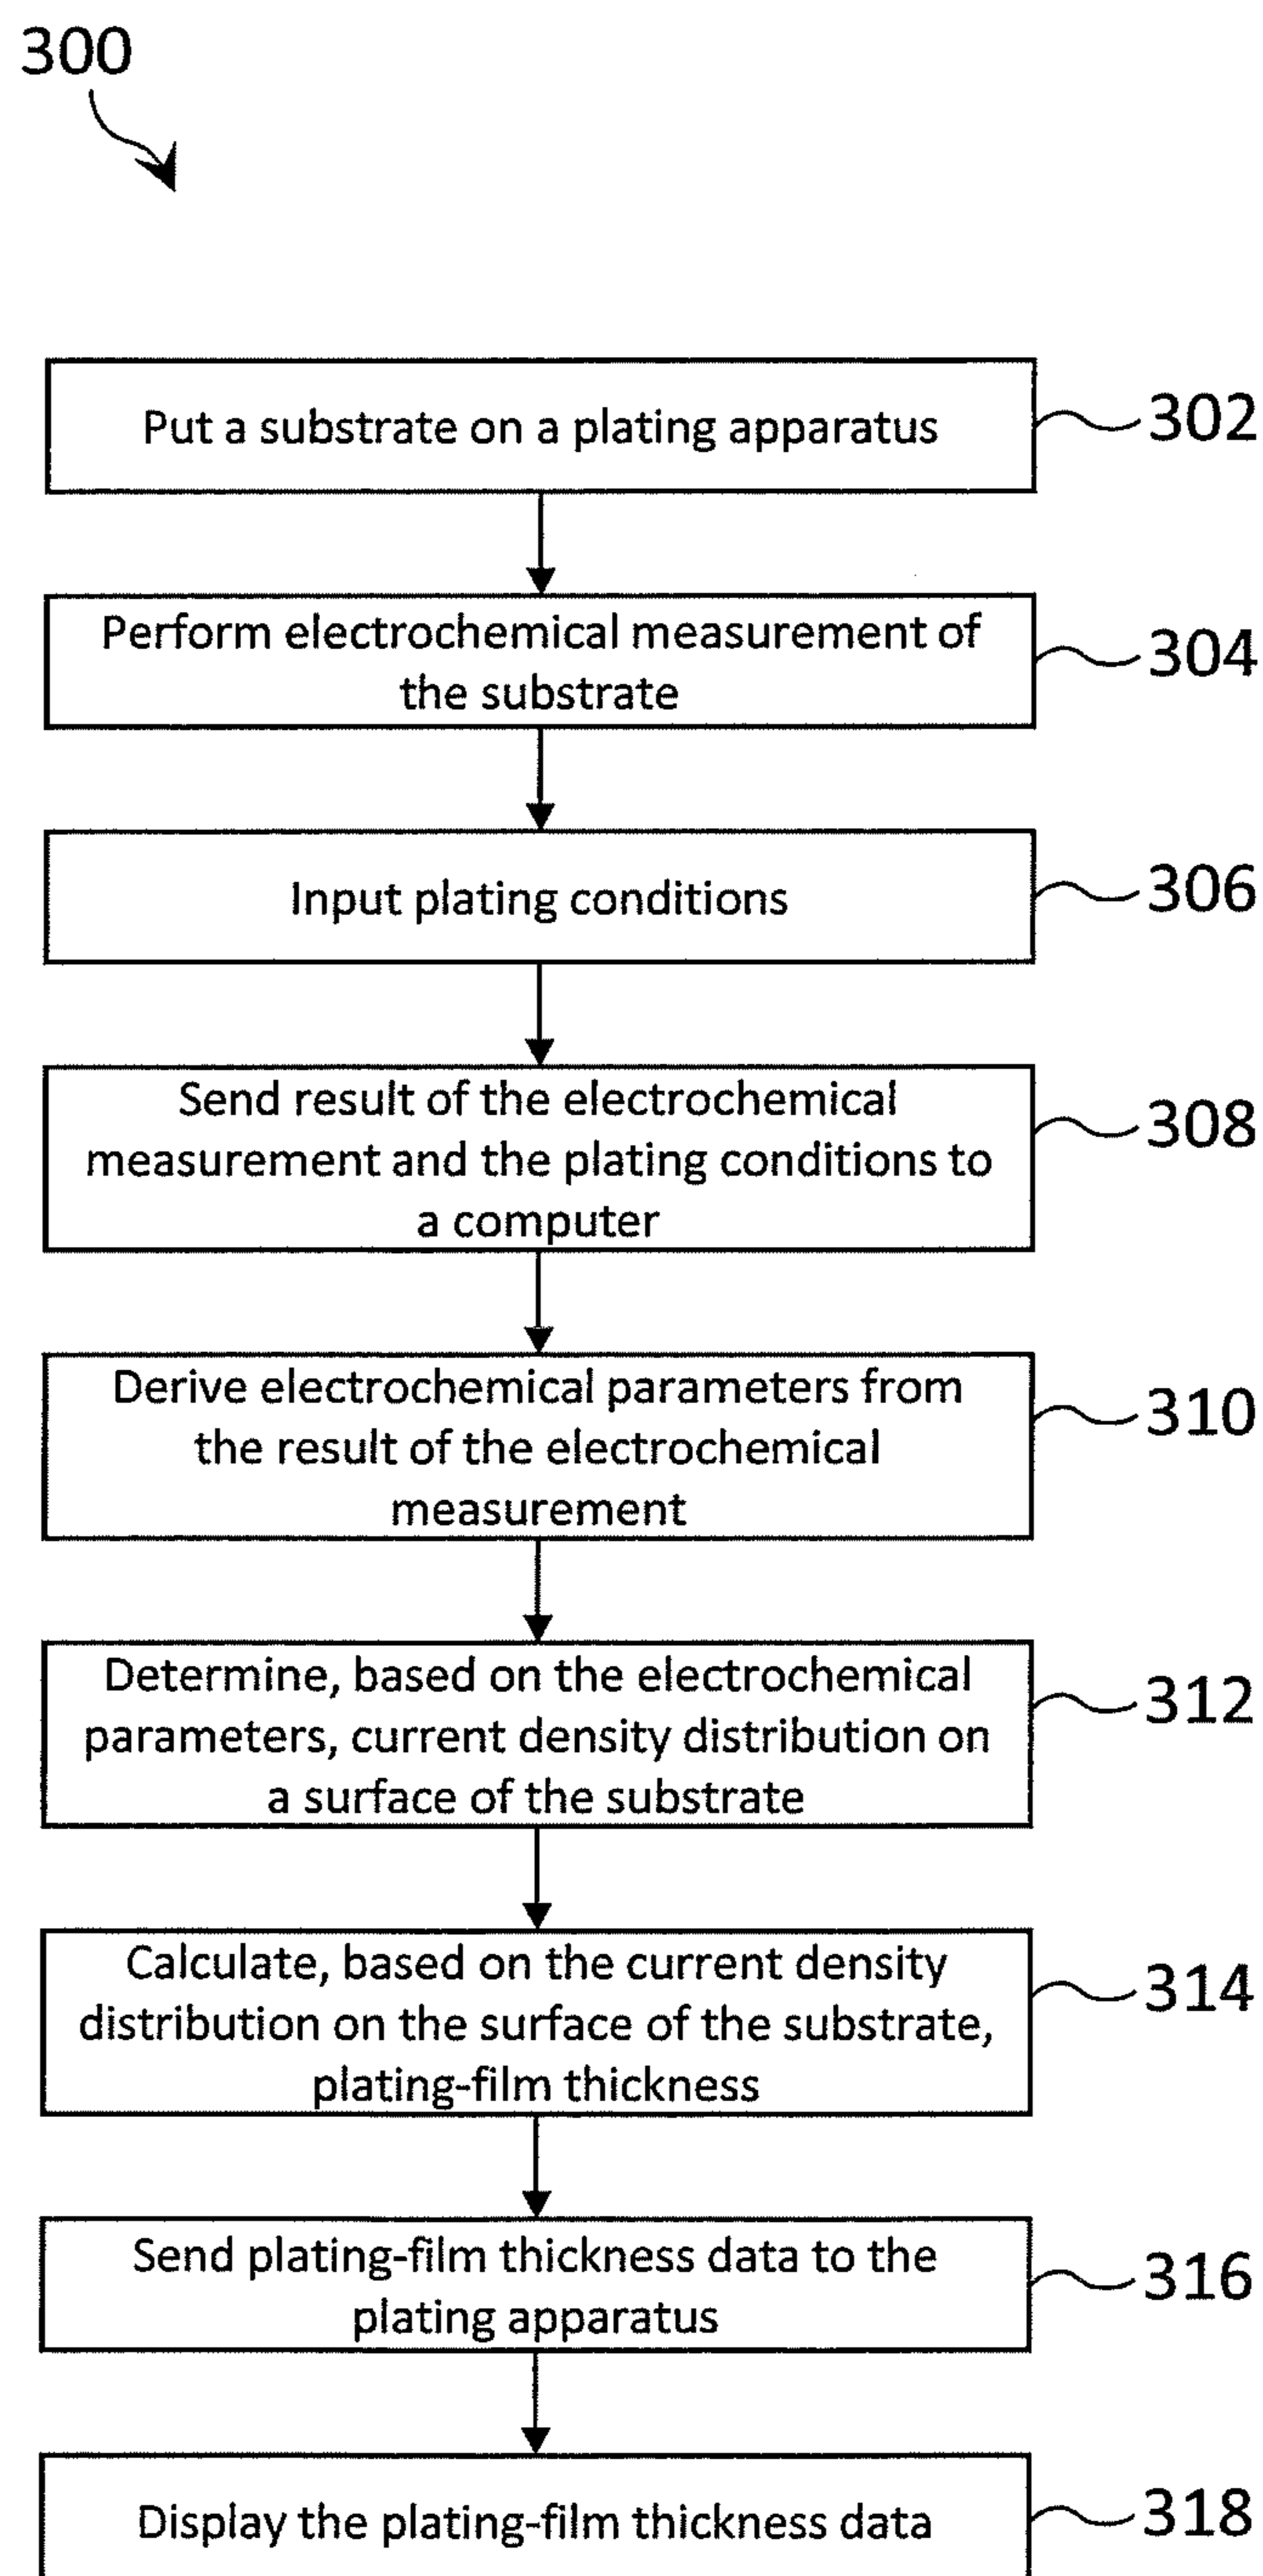 300
Put a substrate on a plating apparatus
302
Perform electrochemical measurement of
the substrate
304
Input plating conditions
306
Send result of the electrochemical
measurement and the plating conditions to
a computer
308
Derive electrochemical parameters from
the result of the electrochemical
measurement
310
Determine, based on the electrochemical
parameters, current density distribution on
a surface of the substrate
312
Calculate, based on the current density
distribution on the surface of the substrate,
plating-film thickness
314
Send plating-film thickness data to the
plating apparatus
316
Display the plating-film thickness data
318